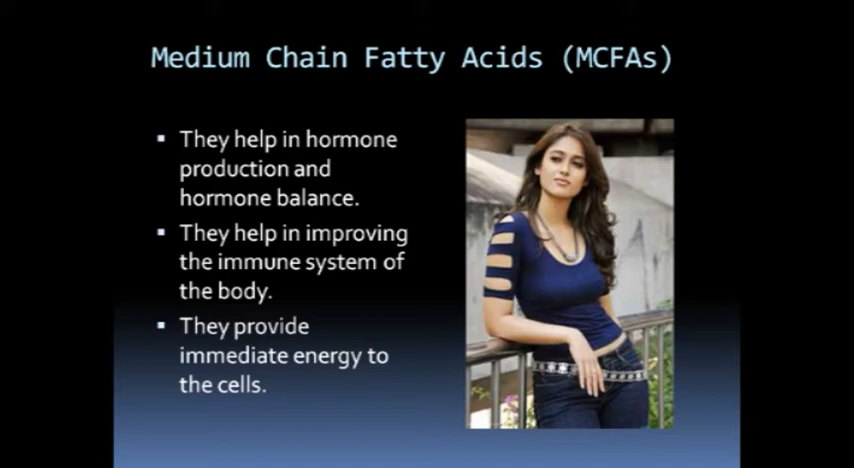 Medium Chain Fatty Acids (MCFAs)
▪ They help in hormone
production and
hormone balance.
▪ They help in improving
the immune system of
the body.
▪ They provide
immediate energy to
the cells.